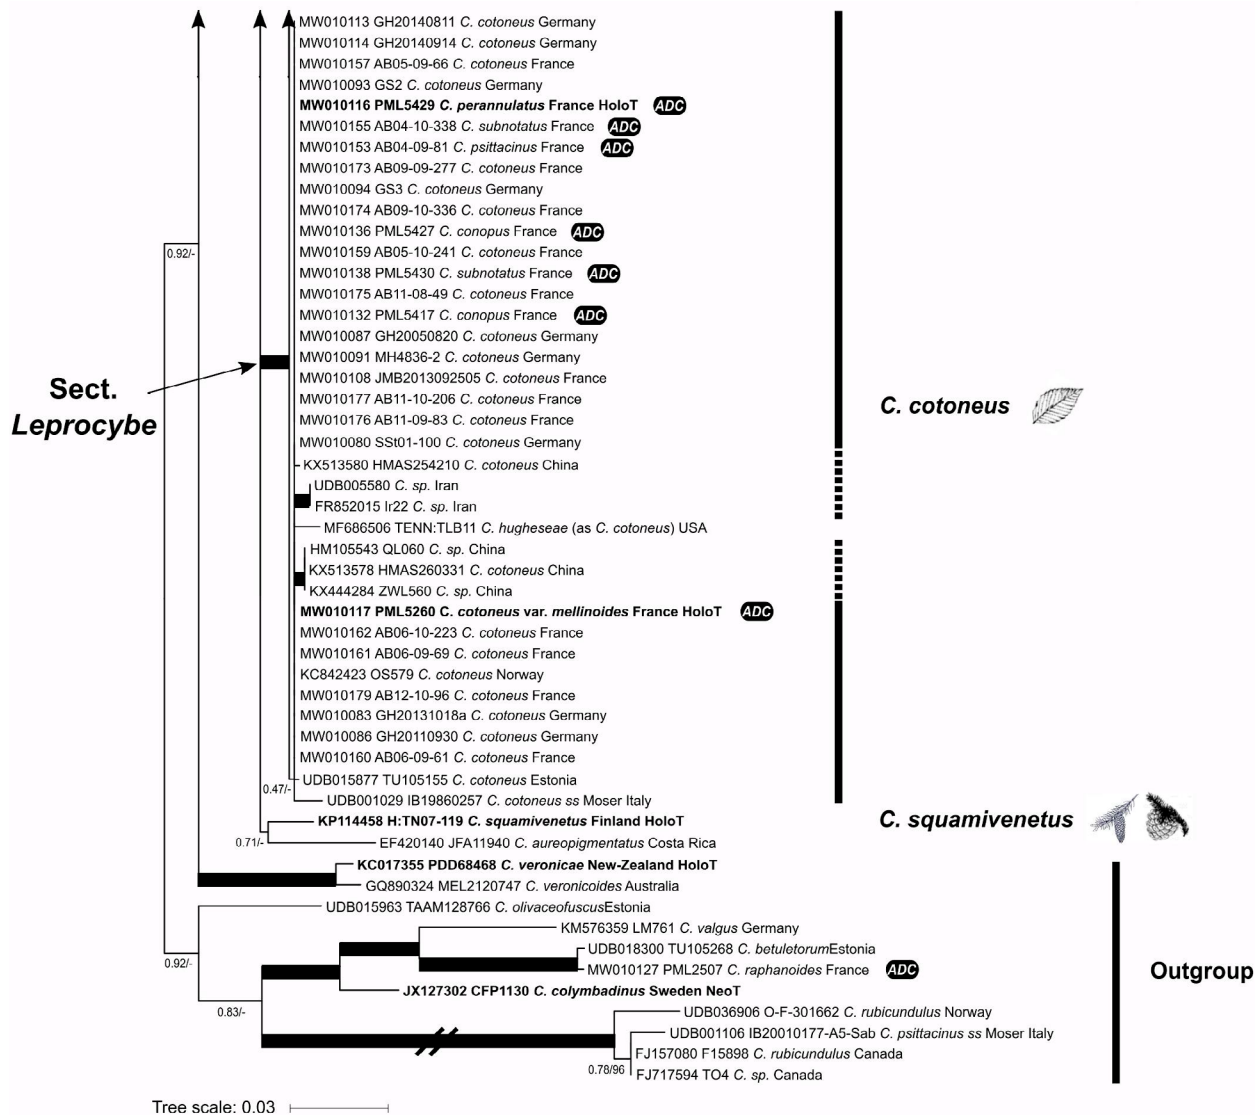 MW010113 GH20140811 C. cotoneus Germany
MW010114 GH20140914 C. cotoneus Germany
MW010157 AB05-09-66 C. cotoneus France
MW010093 GS2 C. cotoneus Germany
MW010116 PML5429 C. perannulatus France HoloT ADC
MW010155 AB04-10-338 C. subnotatus France ADC
MW010153 AB04-09-81 C. psittacinus France ADC
MW010173 AB09-09-277 C. cotoneus France
MW010094 GS3 C. cotoneus Germany
MW010174 AB09-10-336 C. cotoneus France
MW010136 PML5427 C. conopus France ADC
0.92/-
MW010159 AB05-10-241 C. cotoneus France
MW010138 PML5430 C. subnotatus France ADC
MW010175 AB11-08-49 C. cotoneus France
MW010132 PML5417 C. conopus France ADC
MW010087 GH20050820 C. cotoneus Germany
MW010091 MH4836-2 C. cotoneus Germany
MW010108 JMB2013092505 C. cotoneus France
Sect.
Leprocybe
MW010177 AB11-10-206 C. cotoneus France
C. cotoneus
MW010176 AB11-09-83 C. cotoneus France
MW010080 SSt01-100 C. cotoneus Germany
KX513580 HMAS254210 C. cotoneus China
UDB005580 C. sp. Iran
FR852015 Ir22 C. sp. Iran
MF686506 TENN:TLB11 C. hugheseae (as C. cotoneus) USA
HM105543 QL060 C. sp. China
KX513578 HMAS260331 C. cotoneus China
KX444284 ZWL560 C. sp. China
MW010117 PML5260 C. cotoneus var. mellinoides France HoloT ADC
MW010162 AB06-10-223 C. cotoneus France
MW010161 AB06-09-69 C. cotoneus France
KC842423 OS579 C. cotoneus Norway
MW010179 AB12-10-96 C. cotoneus France
MW010083 GH20131018a C. cotoneus Germany
MW010086 GH20110930 C. cotoneus Germany
MW010160 AB06-09-61 C. cotoneus France
UDB015877 TU105155 C. cotoneus Estonia
0.47/-
UDB001029 IB19860257 C. cotoneus ss Moser Italy
KP114458 H:TN07-119 C. squamivenetus Finland HoloT
C. squamivenetus
0.71/-
EF420140 JFA11940 C. aureopigmentatus Costa Rica
KC017355 PDD68468 C. veronicae New-Zealand HoloT
GQ890324 MEL2120747 C. veronicoides Australia
UDB015963 TAAM128766 C. olivaceofuscusEstonia
KM576359 LM761 C. valgus Germany
UDB018300 TU105268 C. betuletorumEstonia
0.92/-
MW010127 PML2507 C. raphanoides France ADC
Outgroup
JX127302 CFP1130 C. colymbadinus Sweden NeoT
0.83/-
UDB036906 O-F-301662 C. rubicundulus Norway
UDB001106 IB20010177-A5-Sab C. psittacinus ss Moser Italy
FJ157080 F15898 C. rubicundulus Canada
0.78/96
FJ717594 TO4 C. sp. Canada
Tree scale: 0.03